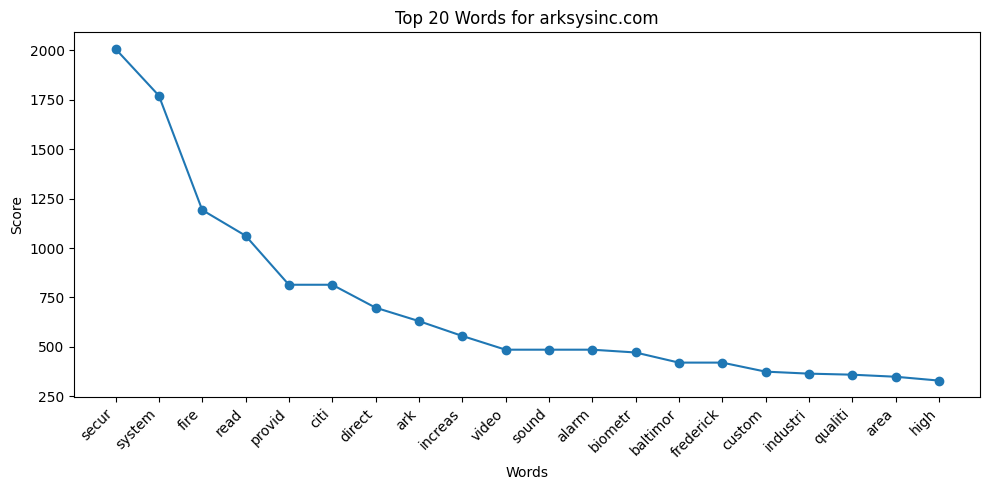 Top 20 Words for arksysinc.com
Score
2000
1750
1500
1250
1000
750
500
250
secur
system
fire
read
provid
citi
direct
ark
increas
video
sound
alarm
biometr
baltimor
frederick
custom
industri
qualiti
area
high
Words